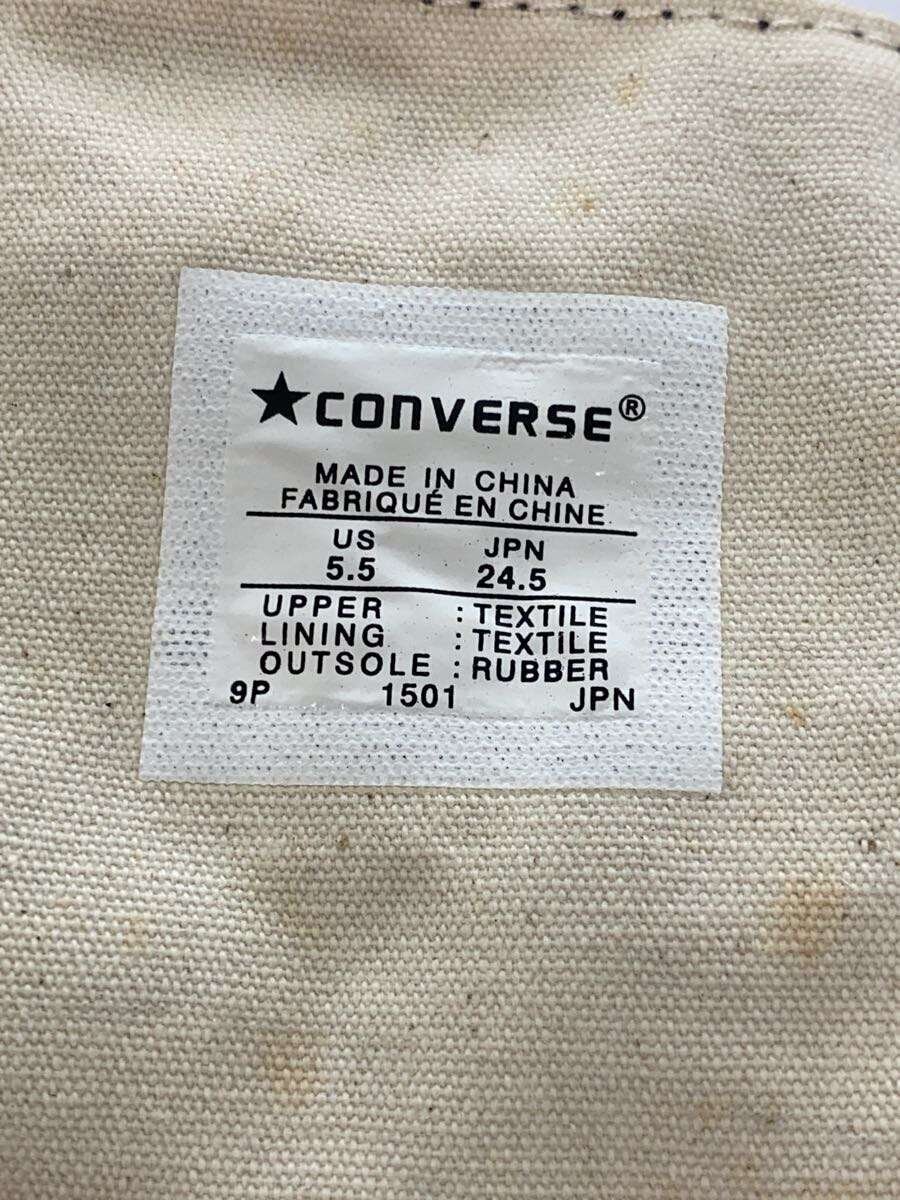 ★CONVERSE®
MADE IN CHINA
FABRIQUÉ EN CHINE
US JPN
5.5 24.5
UPPER : TEXTILE
LINING : TEXTILE
OUTSOLE : RUBBER
9P 1501 JPN